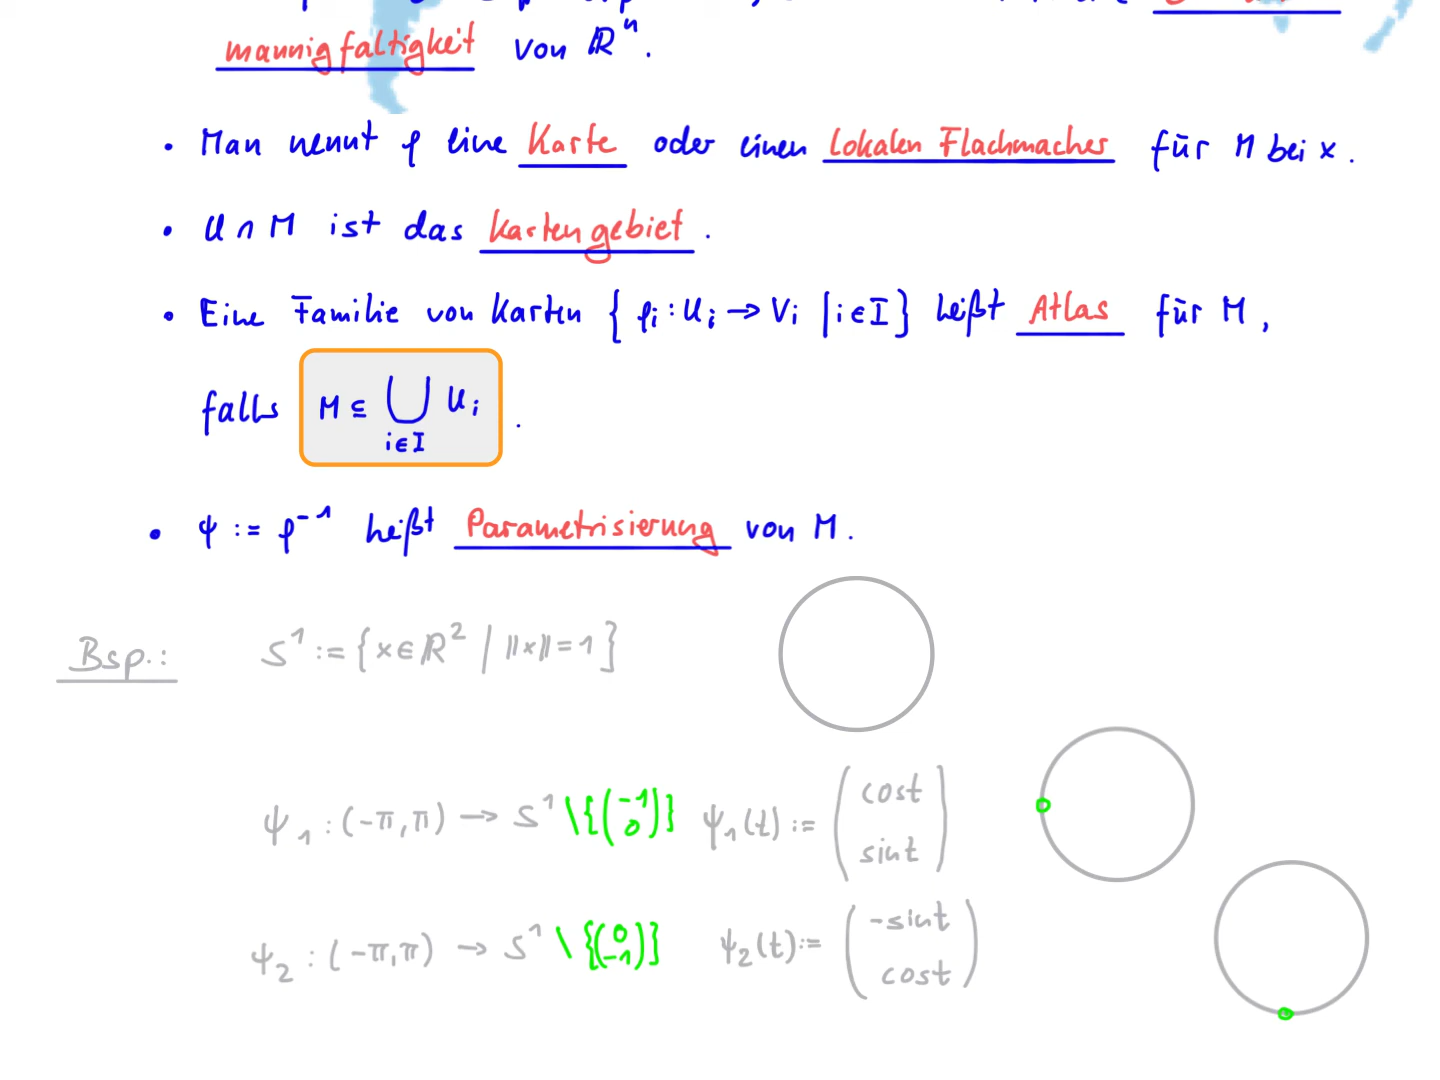 mannigfaltigkeit von ℝⁿ.
• Man nennt φ eine Karte oder einen lokalen Flachmacher für M bei x.
• U ∩ M ist das Kartengebiet.
• Eine Familie von Karten { φᵢ : Uᵢ → Vᵢ | i ∈ I } heißt Atlas für M,
falls M ⊆ ⋃ Uᵢ .
i ∈ I
• ψ := φ⁻¹ heißt Parametrisierung von M.
Bsp.: S¹ := { x ∈ ℝ² | ||x|| = 1 }
ψ₁ : (-π, π) → S¹ \ {(-1 0)} ψ₁(t) := (cos t sin t)
ψ₂ : (-π, π) → S¹ \ {(0 -1)} ψ₂(t) := (-sin t cos t)